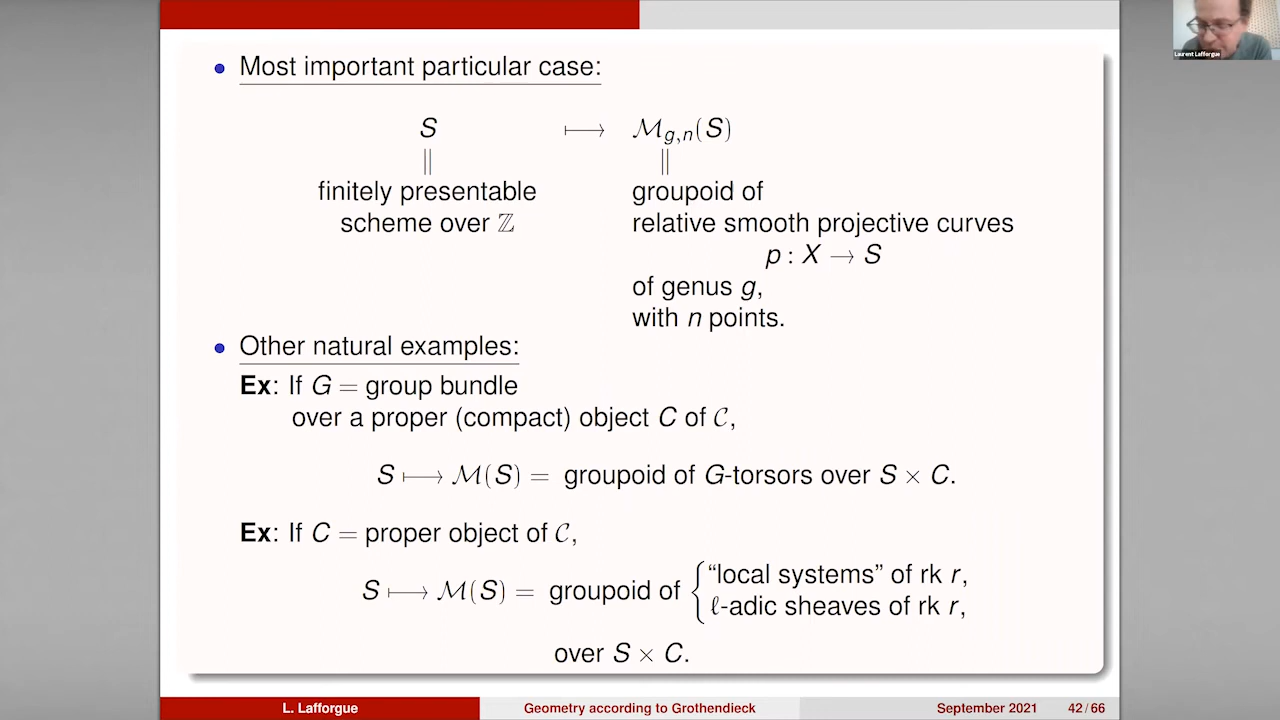 Laurent Lafforgue
• Most important particular case:
S ⟼ ℳg,n(S)
|| ||
finitely presentable groupoid of
scheme over ℤ relative smooth projective curves
p : X → S
of genus g,
with n points.
• Other natural examples:
Ex: If G = group bundle
over a proper (compact) object C of 𝒞,
S ⟼ ℳ(S) = groupoid of G-torsors over S × C.
Ex: If C = proper object of 𝒞,
S ⟼ ℳ(S) = groupoid of { “local systems” of rk r,
ℓ-adic sheaves of rk r,
over S × C.
L. Lafforgue Geometry according to Grothendieck September 2021 42 / 66